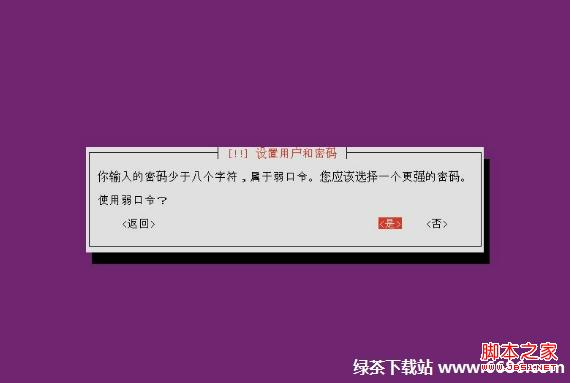 [!!] 设置用户和密码
你输入的密码少于八个字符，属于弱口令。您应该选择一个更强的密码。
使用弱口令？
<返回> <是> <否>
脚本之家
绿茶下载站